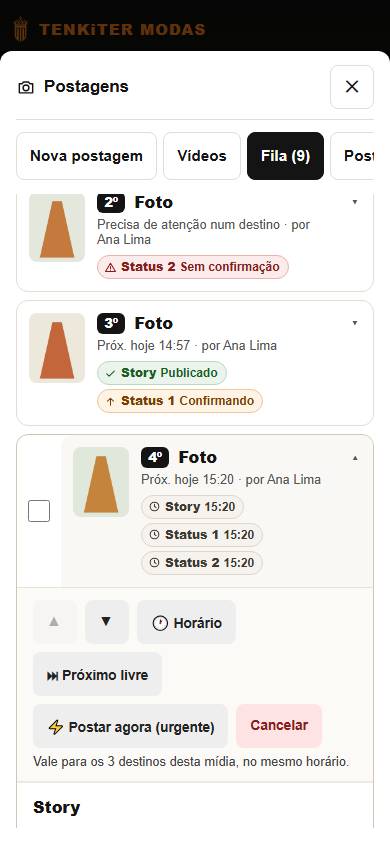 TENKiTER MODAS
Postagens
Nova postagem
Vídeos
Fila (9)
Post
2º Foto
Precisa de atenção num destino · por
Ana Lima
Status 2 Sem confirmação
3º Foto
Próx. hoje 14:57 · por Ana Lima
Story Publicado
Status 1 Confirmando
4º Foto
Próx. hoje 15:20 · por Ana Lima
Story 15:20
Status 1 15:20
Status 2 15:20
Horário
Próximo livre
Postar agora (urgente)
Cancelar
Vale para os 3 destinos desta mídia, no mesmo horário.
Story